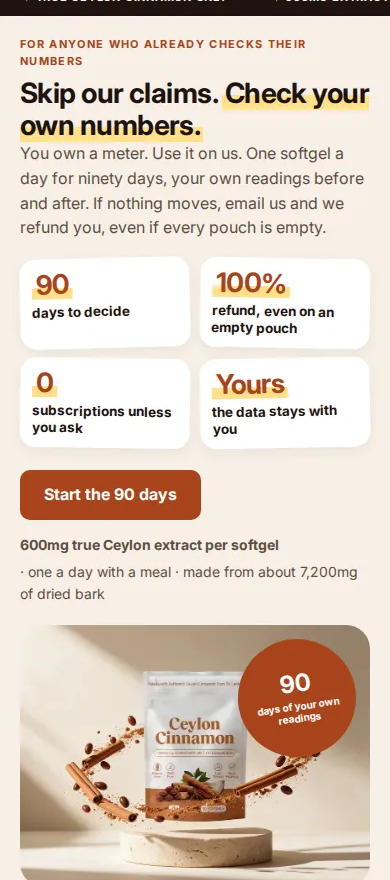 FOR ANYONE WHO ALREADY CHECKS THEIR
NUMBERS
Skip our claims. Check your
own numbers.
You own a meter. Use it on us. One softgel a
day for ninety days, your own readings before
and after. If nothing moves, email us and we
refund you, even if every pouch is empty.
90
days to decide
100%
refund, even on an
empty pouch
0
subscriptions unless
you ask
Yours
the data stays with
you
Start the 90 days
600mg true Ceylon extract per softgel
· one a day with a meal · made from about 7,200mg
of dried bark
90
days of your own
readings
Ceylon
Cinnamon